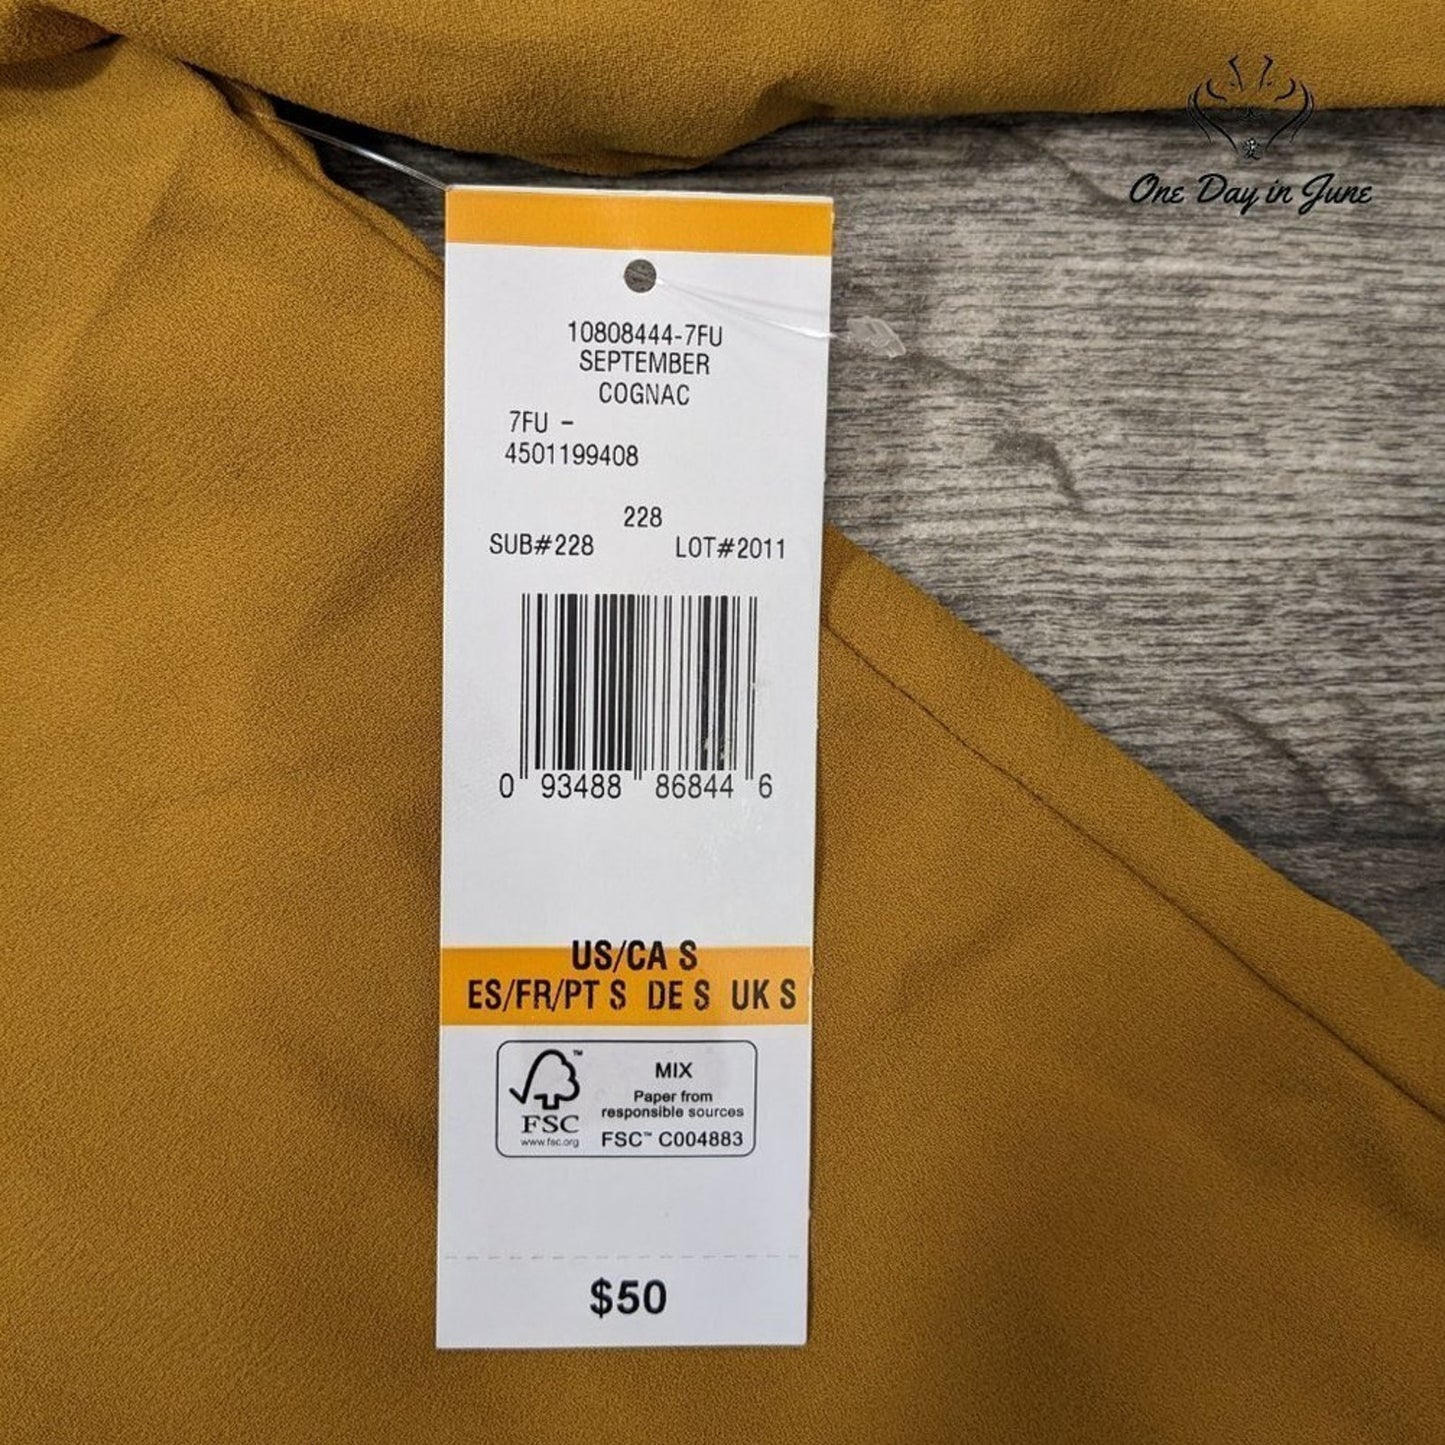 One Day in June
10808444-7FU
SEPTEMBER
COGNAC
7FU -
4501199408
228
SUB#228 LOT#2011
0 93488 86844 6
US/CA S
ES/FR/PT S DE S UK S
MIX
Paper from
responsible sources
FSC™ C004883
FSC
www.fsc.org
$50